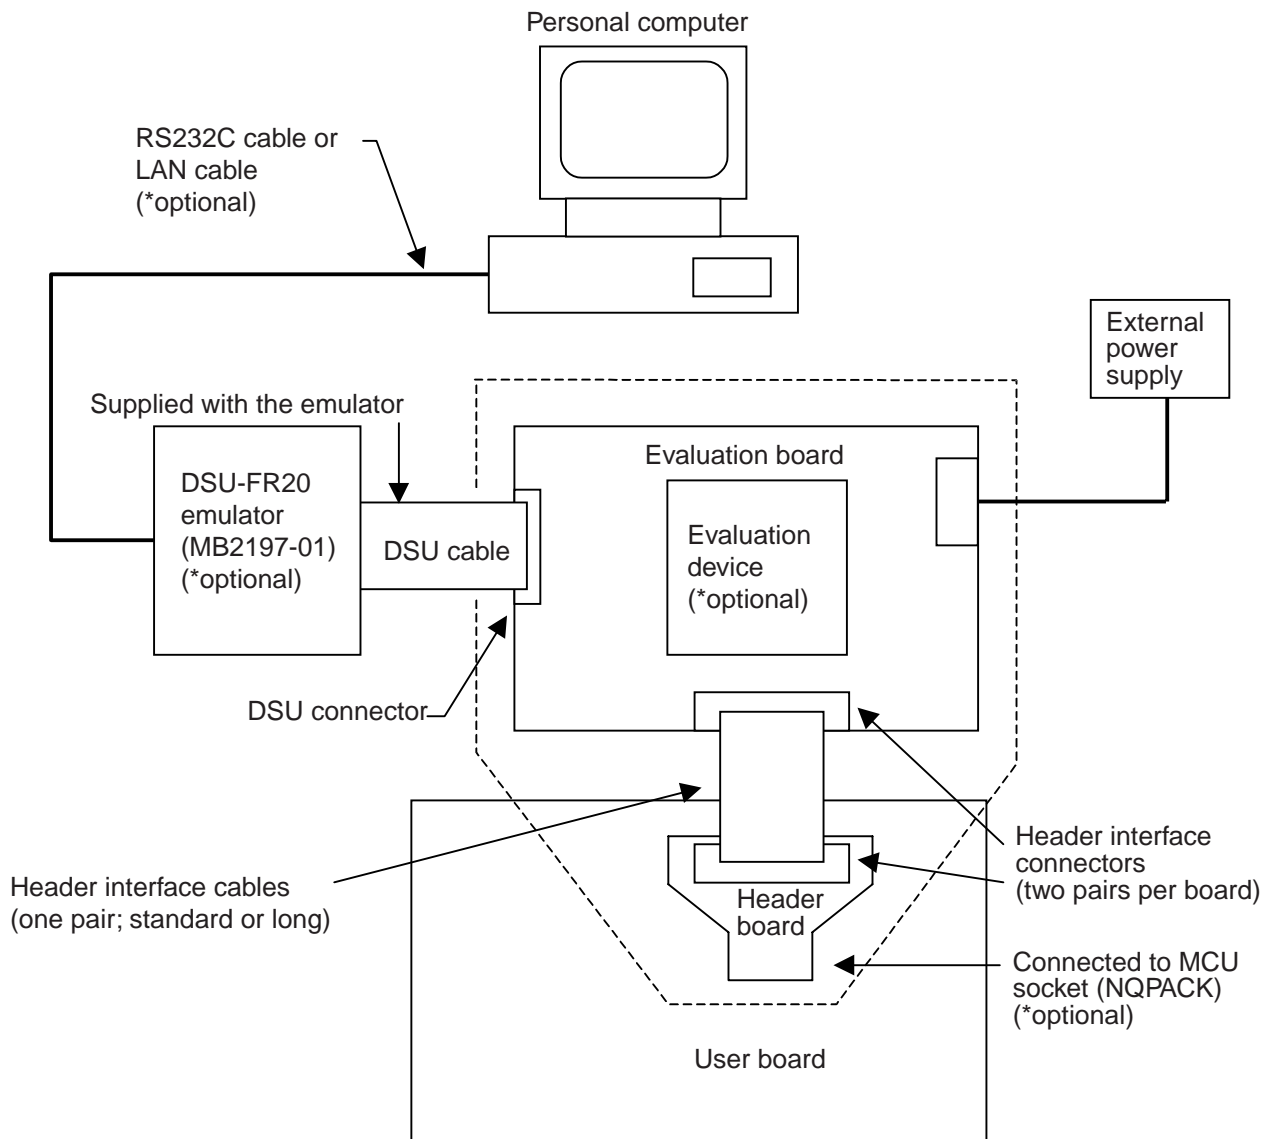 Personal computer
RS232C cable or
LAN cable
(*optional)
External
power
supply
Supplied with the emulator
DSU-FR20
emulator
(MB2197-01)
(*optional)
DSU cable
Evaluation board
Evaluation
device
(*optional)
DSU connector
Header interface cables
(one pair; standard or long)
Header
board
Header interface
connectors
(two pairs per board)
Connected to MCU
socket (NQPACK)
(*optional)
User board